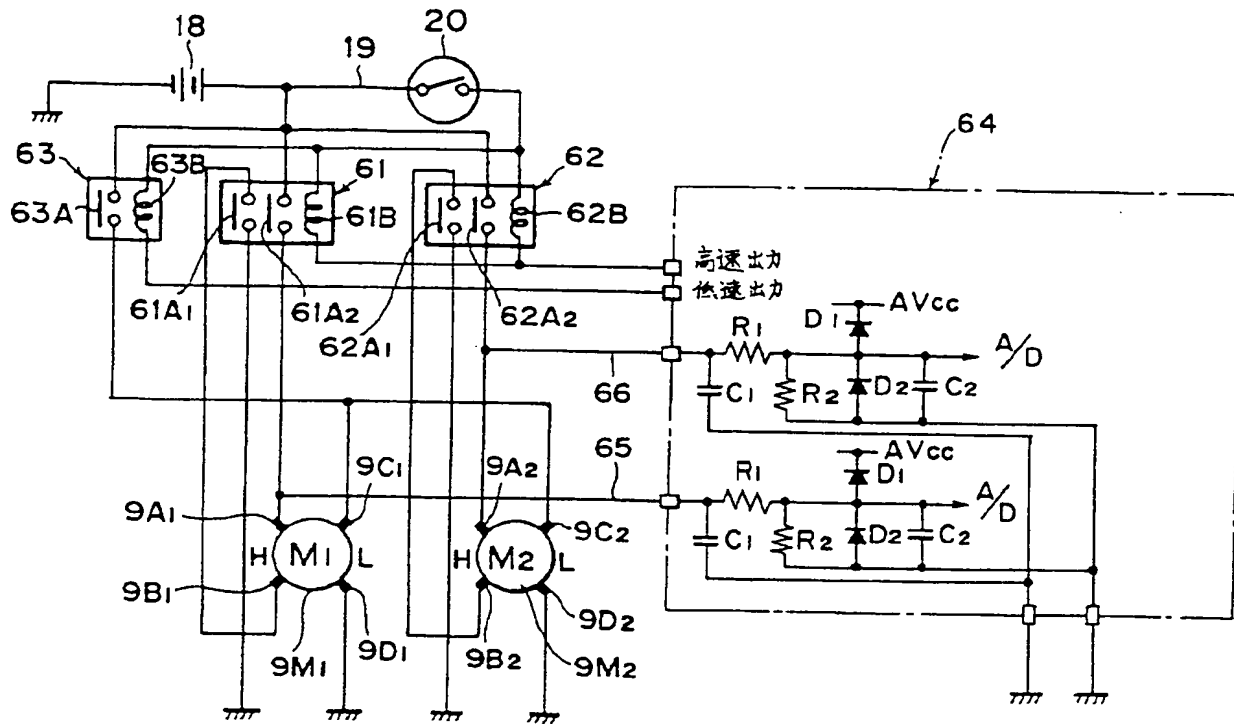 18
19
20
64
63
63B
61
62
63A
61B
62B
高速出力
低速出力
61A1
61A2
62A1
62A2
D1
AVcc
R1
A/D
66
C1
R2
D2
C2
65
AVcc
R1
D1
A/D
9C1
9A2
9A1
9C2
C1
R2
D2
C2
H
M1
L
H
M2
L
9B1
9D2
9M1
9D1
9B2
9M2